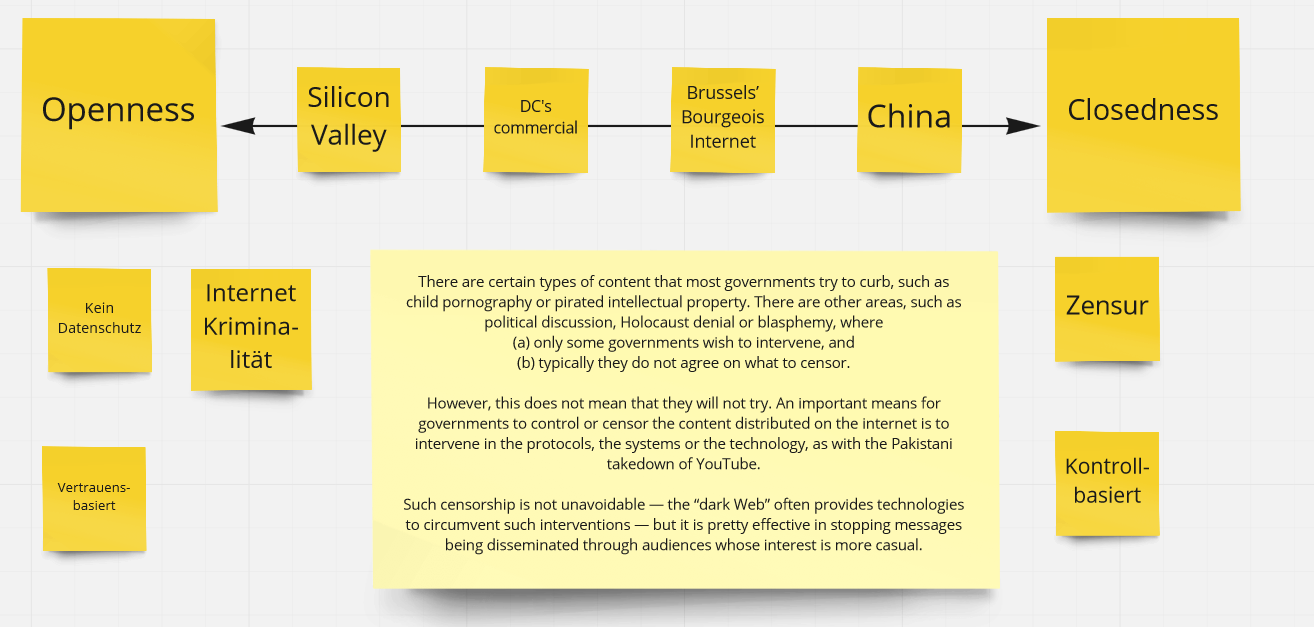 Openness
Silicon
Valley
DC's
commercial
Brussels’
Bourgeois
Internet
China
Closedness
Kein
Datenschutz
Internet
Krimina-
lität
Vertrauens-
basiert
There are certain types of content that most governments try to curb, such as
child pornography or pirated intellectual property. There are other areas, such as
political discussion, Holocaust denial or blasphemy, where
(a) only some governments wish to intervene, and
(b) typically they do not agree on what to censor.
However, this does not mean that they will not try. An important means for
governments to control or censor the content distributed on the internet is to
intervene in the protocols, the systems or the technology, as with the Pakistani
takedown of YouTube.
Such censorship is not unavoidable — the “dark Web” often provides technologies
to circumvent such interventions — but it is pretty effective in stopping messages
being disseminated through audiences whose interest is more casual.
Zensur
Kontroll-
basiert